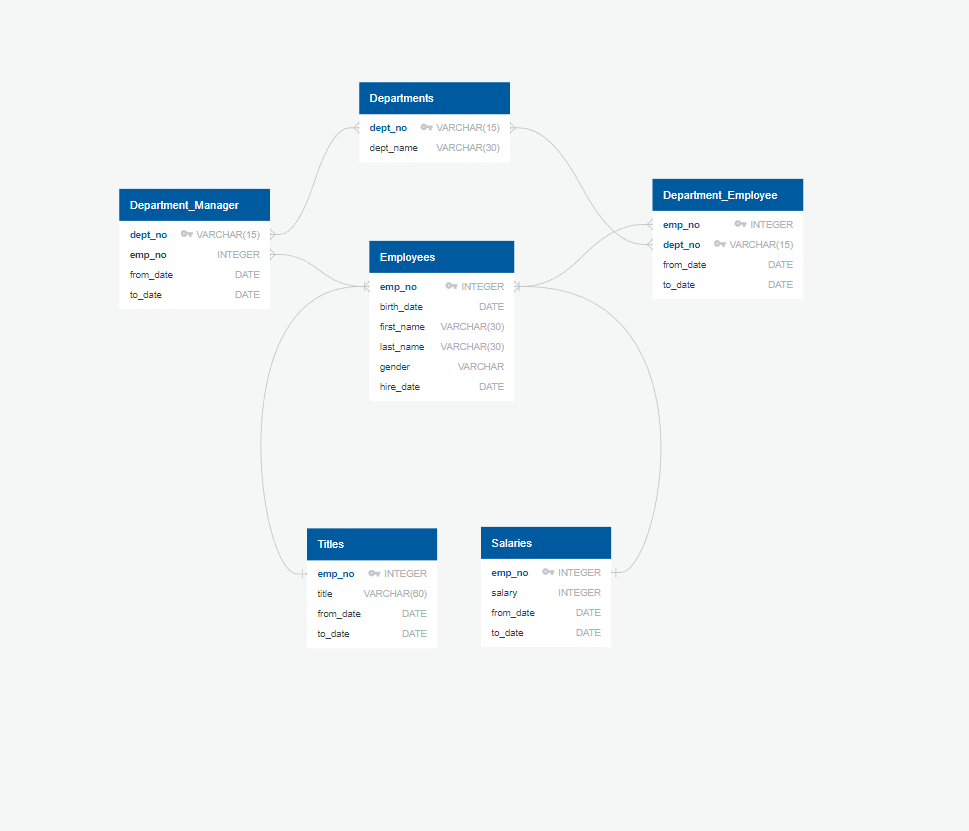 Departments
dept_no VARCHAR(15)
dept_name VARCHAR(30)
Department_Manager
dept_no VARCHAR(15)
emp_no INTEGER
from_date DATE
to_date DATE
Department_Employee
emp_no INTEGER
dept_no VARCHAR(15)
from_date DATE
to_date DATE
Employees
emp_no INTEGER
birth_date DATE
first_name VARCHAR(30)
last_name VARCHAR(30)
gender VARCHAR
hire_date DATE
Titles
emp_no INTEGER
title VARCHAR(60)
from_date DATE
to_date DATE
Salaries
emp_no INTEGER
salary INTEGER
from_date DATE
to_date DATE